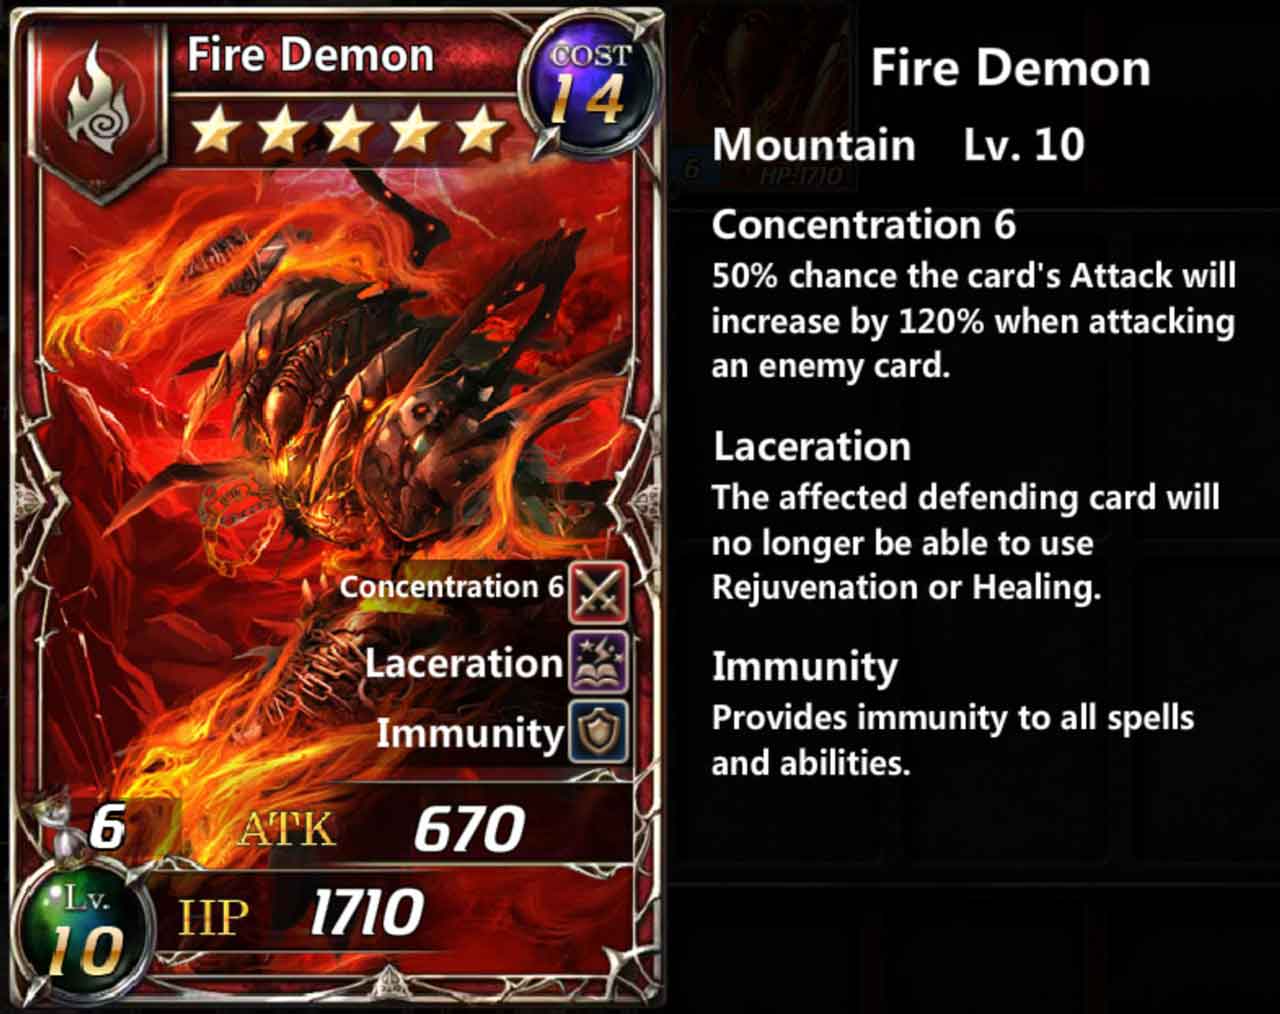 Fire Demon
COST
14
Concentration 6
Laceration
Immunity
6
ATK 670
Lv.
10
HP 1710
Fire Demon
Mountain Lv. 10
Concentration 6
50% chance the card's Attack will
increase by 120% when attacking
an enemy card.
Laceration
The affected defending card will
no longer be able to use
Rejuvenation or Healing.
Immunity
Provides immunity to all spells
and abilities.
6
HP:1710